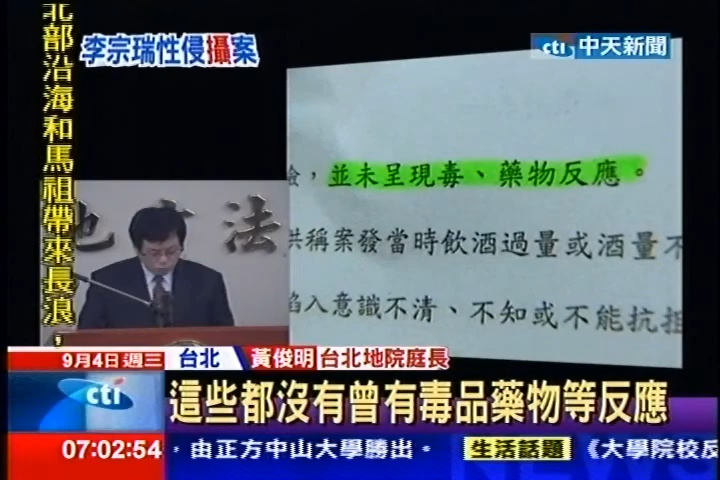 北部沿海和馬祖帶來長浪，
李宗瑞性侵攝案
cti 中天新聞
，並未呈現毒、藥物反應。
供稱案發當時飲酒過量或酒量不
陷入意識不清、不知或不能抗拒
地方法
9月4日週三
台北
黃俊明 台北地院庭長
cti
這些都沒有曾有毒品藥物等反應
07:02:54
，由正方中山大學勝出。
生活話題
《大學院校反
NEWS